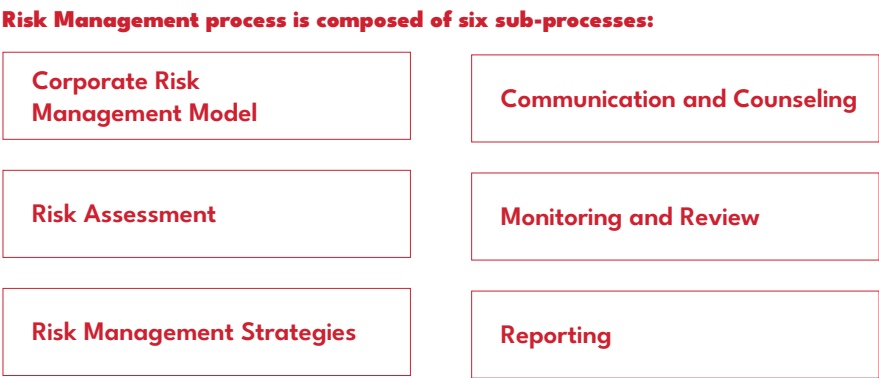 Risk Management process is composed of six sub-processes:
Corporate Risk
Management Model
Risk Assessment
Risk Management Strategies
Communication and Counseling
Monitoring and Review
Reporting